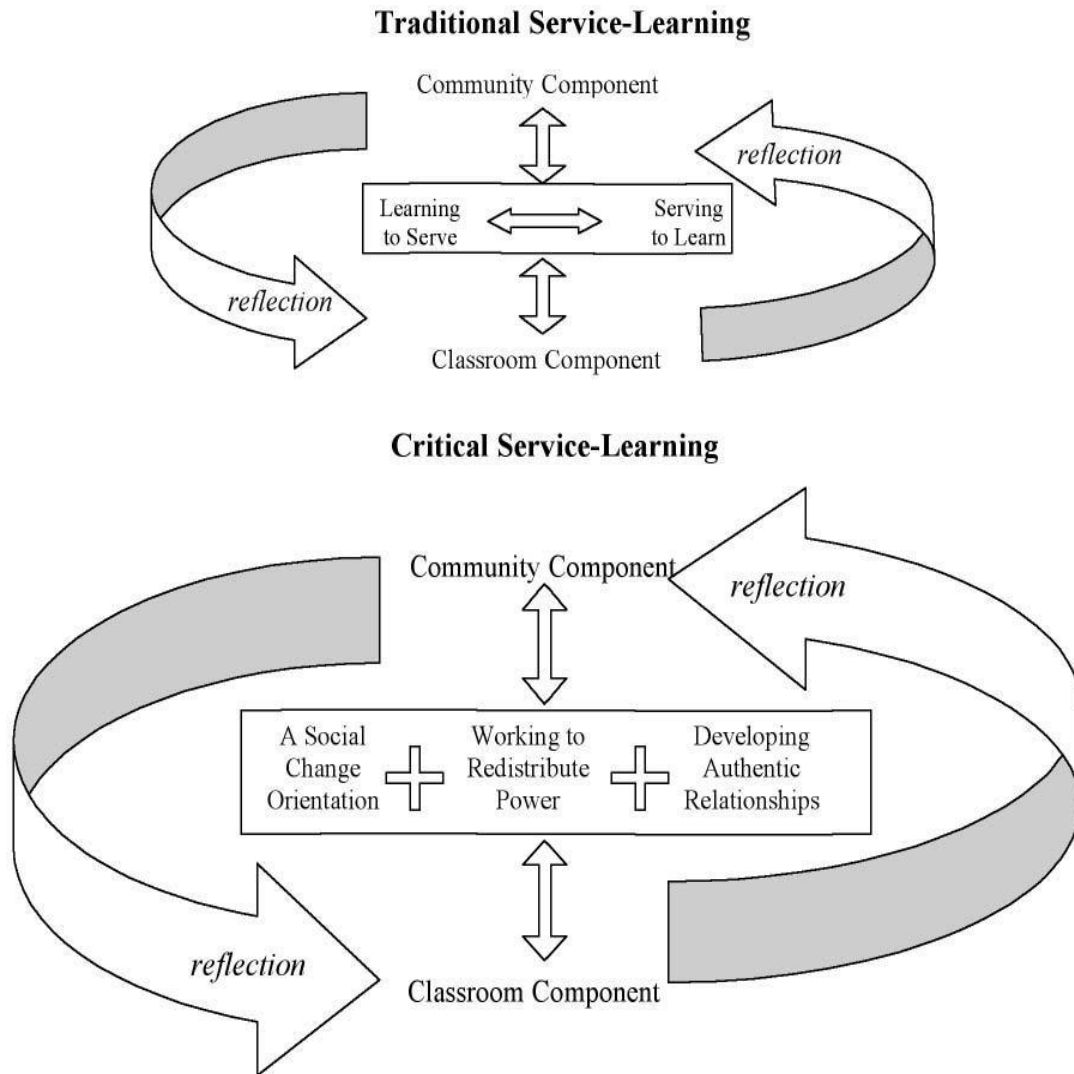 Traditional Service-Learning
Community Component
reflection
Learning
to Serve
Serving
to Learn
reflection
Classroom Component
Critical Service-Learning
Community Component
reflection
A Social
Change
Orientation
Working to
Redistribute
Power
Developing
Authentic
Relationships
reflection
Classroom Component